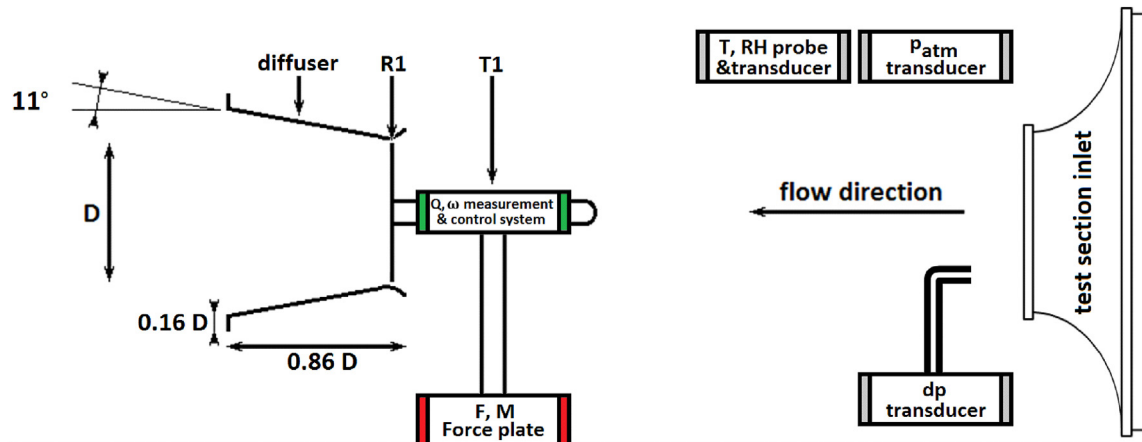 T, RH probe
&transducer
patm
transducer
diffuser
R1
T1
11°
test section inlet
D
Q, ω measurement
& control system
flow direction
0.16 D
0.86 D
F, M
Force plate
dp
transducer